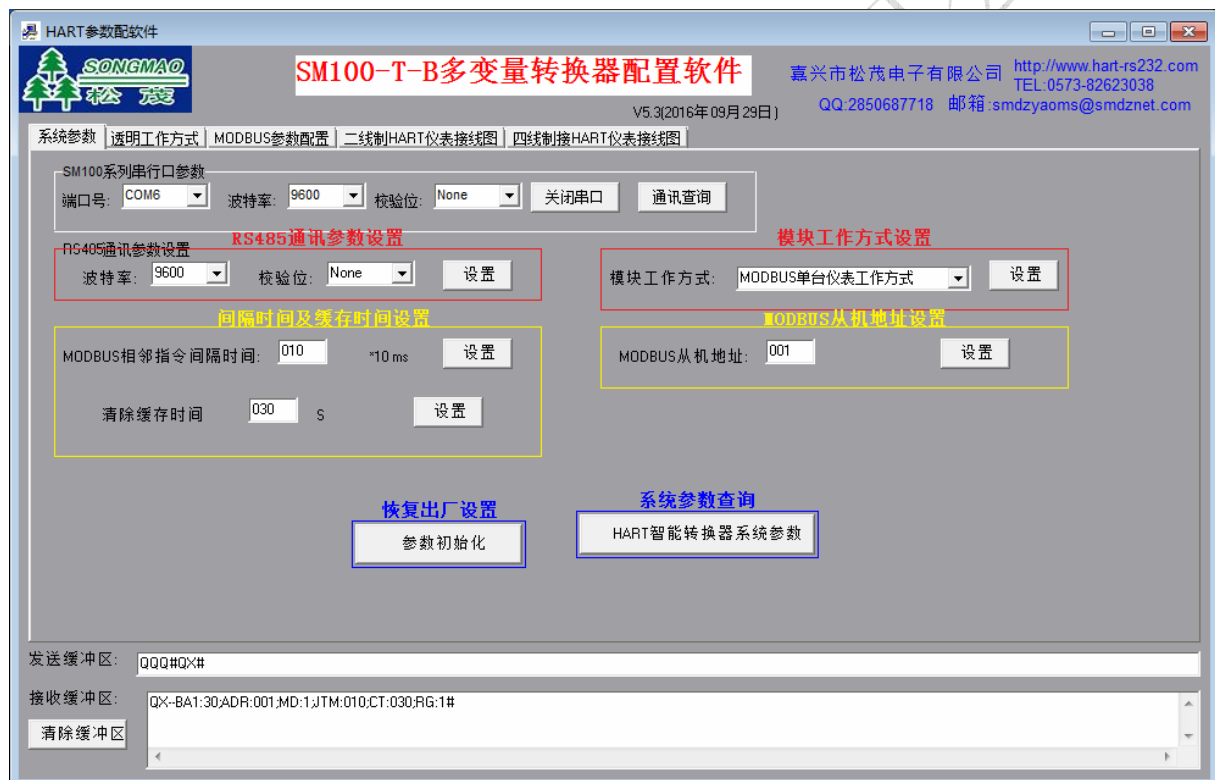 HART参数配软件
SONGMAO
松茂
SM100-T-B多变量转换器配置软件
V5.3(2016年09月29日)
嘉兴市松茂电子有限公司
http://www.hart-rs232.com
TEL:0573-82623038
QQ:2850687718 邮箱:smdzyaoms@smdznet.com
系统参数 透明工作方式 MODBUS参数配置 二线制HART仪表接线图 四线制接HART仪表接线图
SM100系列串行口参数
端口号: COM6 波特率: 9600 校验位: None 关闭串口 通讯查询
RS485通讯参数设置 模块工作方式设置
RS485通讯参数设置
波特率: 9600 校验位: None 设置 模块工作方式: MODBUS单台仪表工作方式 设置
间隔时间及缓存时间设置 MODBUS从机地址设置
MODBUS相邻指令间隔时间: 010 *10 ms 设置 MODBUS从机地址: 001 设置
清除缓存时间 030 S 设置
恢复出厂设置 系统参数查询
参数初始化 HART智能转换器系统参数
发送缓冲区: QQQ#QX#
接收缓冲区: QX--BA1:30;ADR:001;MD:1;JTM:010;CT:030;RG:1#
清除缓冲区